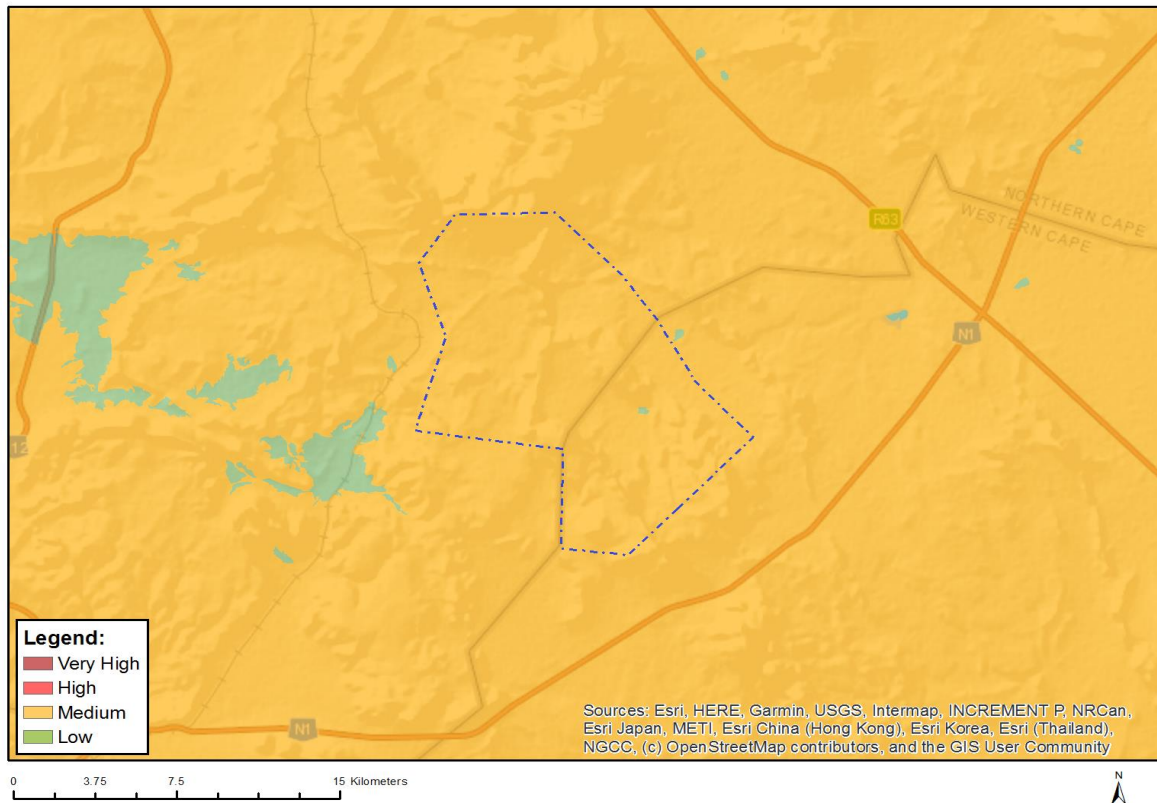 R63
NORTHERN CAPE
WESTERN CAPE
N1
12
N1
Legend:
Very High
High
Medium
Low
Sources: Esri, HERE, Garmin, USGS, Intermap, INCREMENT P, NRCan,
Esri Japan, METI, Esri China (Hong Kong), Esri Korea, Esri (Thailand),
NGCC, (c) OpenStreetMap contributors, and the GIS User Community
0 3.75 7.5 15 Kilometers
N